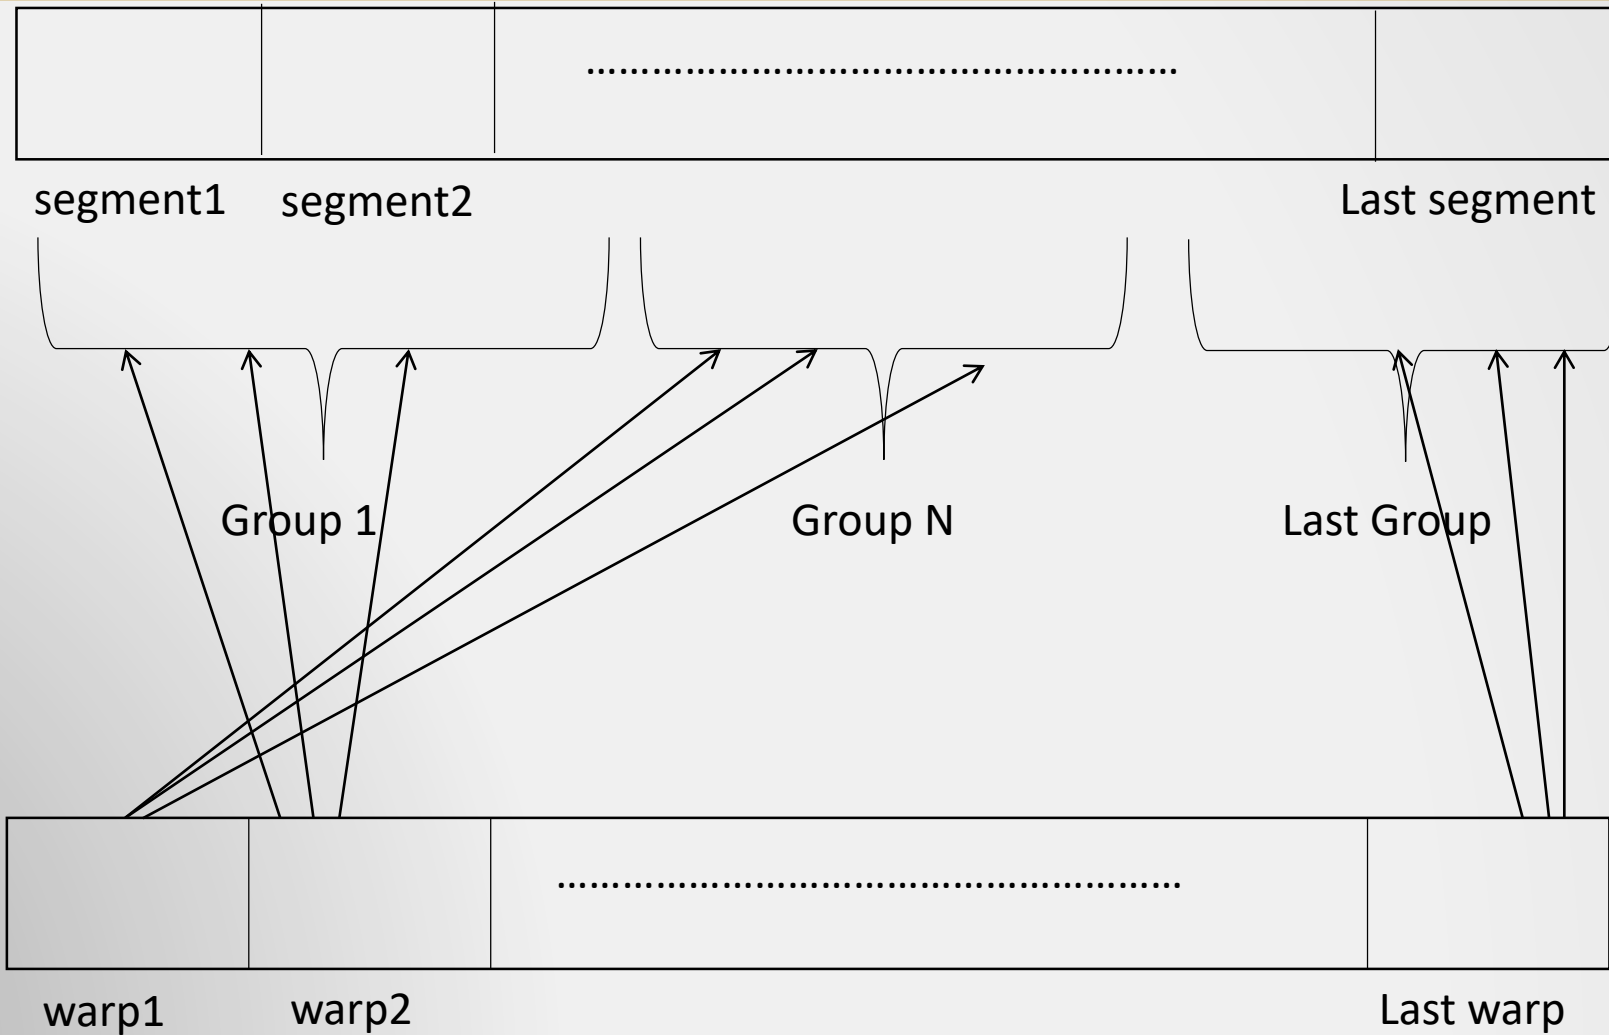 ........................................................
segment1 segment2 Last segment
Group 1 Group N Last Group
...........................................................
warp1 warp2 Last warp